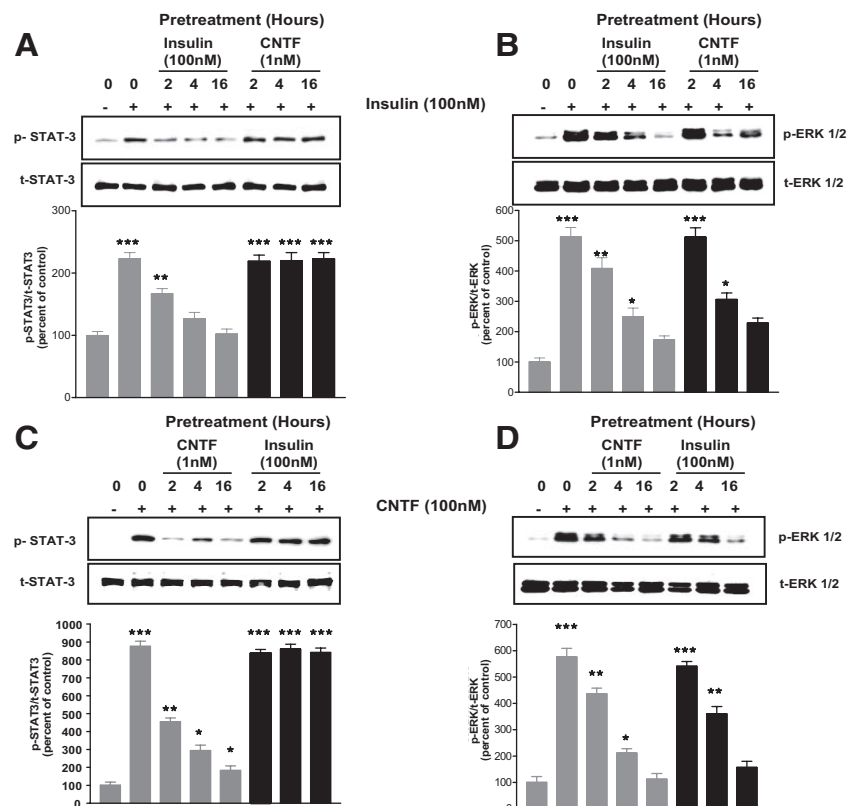 A
Pretreatment (Hours)
Insulin
(100nM)
CNTF
(1nM)
0 0 2 4 16 2 4 16
- + + + + + + +
Insulin (100nM)
p- STAT-3
t-STAT-3
300
200
100
0
p-STAT3/t-STAT3
(percent of control)
*** ** *** *** ***
B
Pretreatment (Hours)
Insulin
(100nM)
CNTF
(1nM)
0 0 2 4 16 2 4 16
- + + + + + + +
p-ERK 1/2
t-ERK 1/2
600
500
400
300
200
100
0
p-ERK/t-ERK
(percent of control)
*** ** * *** *
C
Pretreatment (Hours)
CNTF
(1nM)
Insulin
(100nM)
0 0 2 4 16 2 4 16
- + + + + + + +
CNTF (100nM)
p- STAT-3
t-STAT-3
1000
900
800
700
600
500
400
300
200
100
0
p-STAT3/t-STAT3
(percent of control)
*** ** * * *** *** ***
D
Pretreatment (Hours)
CNTF
(1nM)
Insulin
(100nM)
0 0 2 4 16 2 4 16
- + + + + + + +
p-ERK 1/2
t-ERK 1/2
700
600
500
400
300
200
100
0
p-ERK/t-ERK
(percent of control)
*** ** * *** **